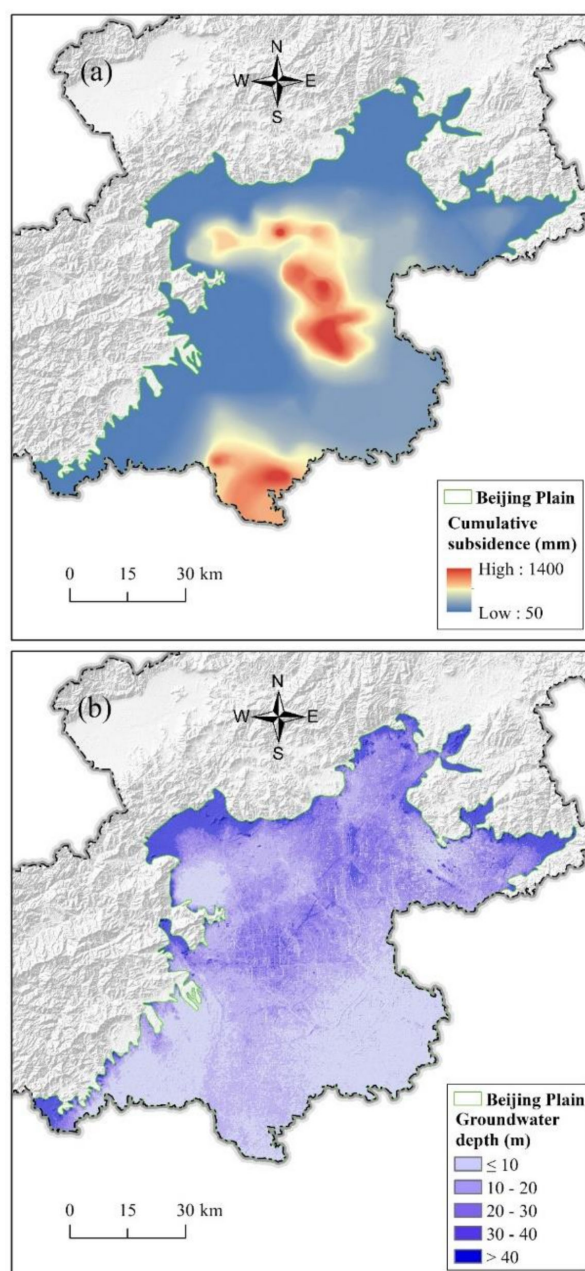 (a)
N
W E
S
Beijing Plain
Cumulative
subsidence (mm)
High : 1400
Low : 50
0 15 30 km
(b)
N
W E
S
Beijing Plain
Groundwater
depth (m)
≤ 10
10 - 20
20 - 30
30 - 40
> 40
0 15 30 km